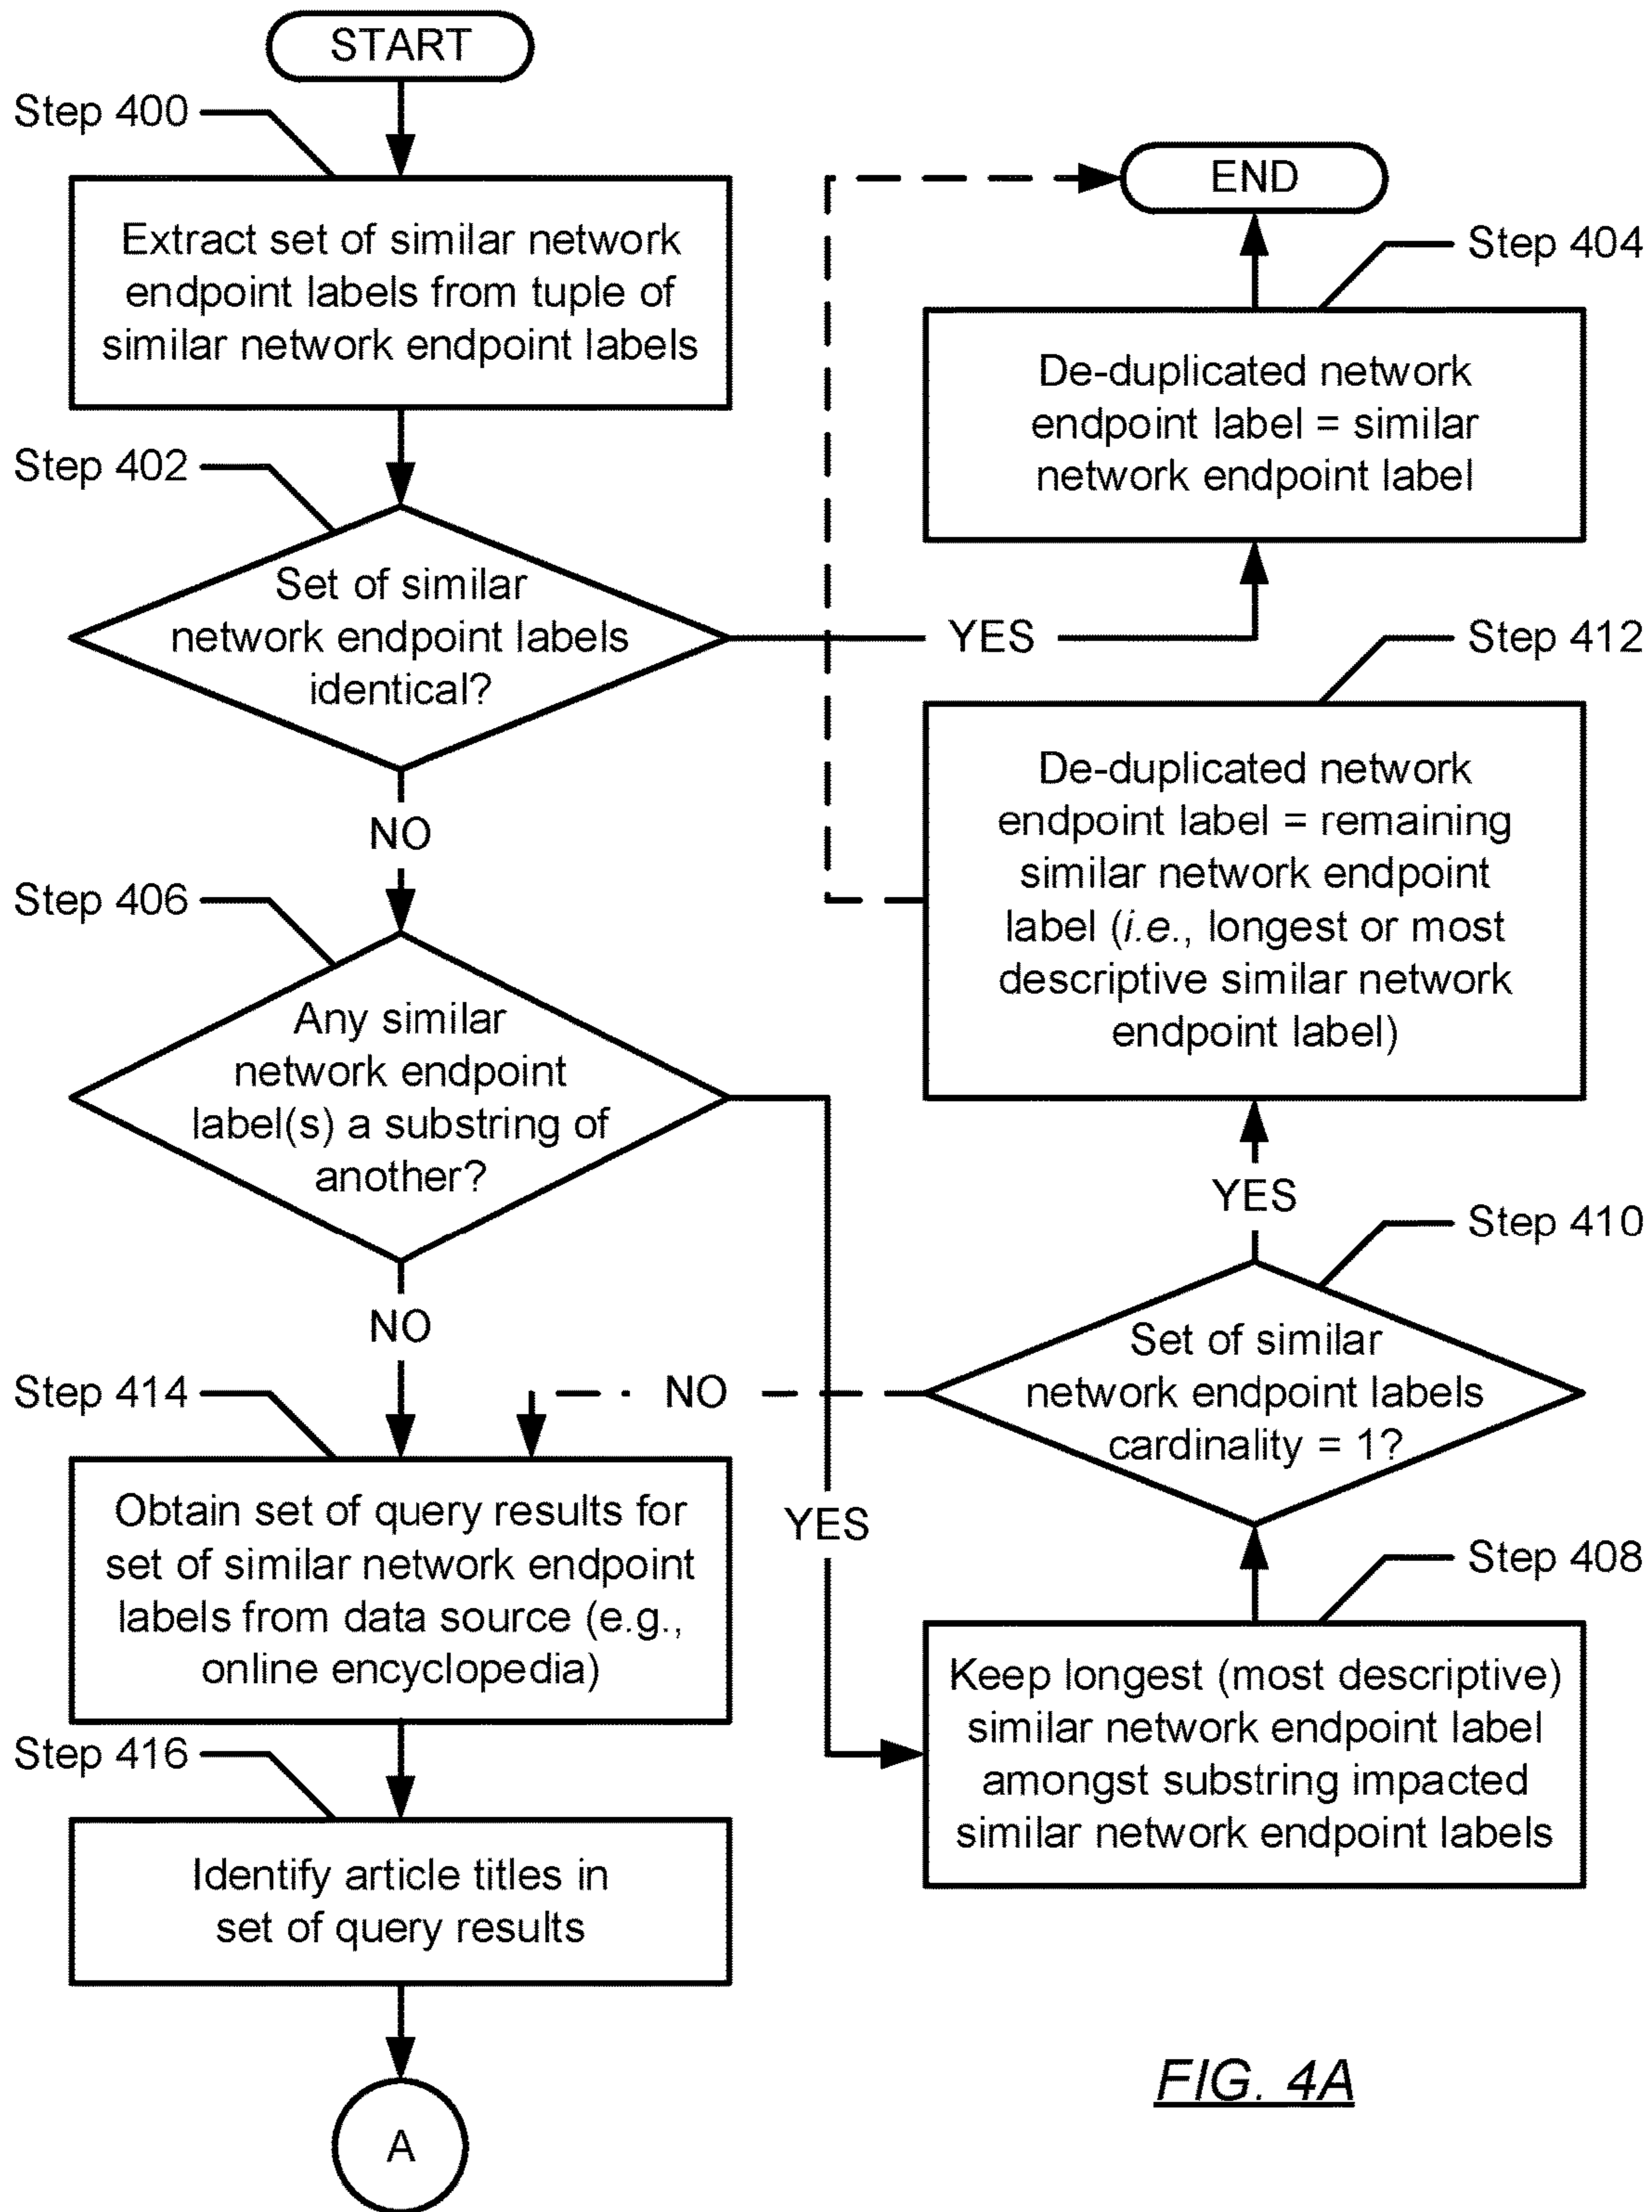 START
Step 400
Extract set of similar network
endpoint labels from tuple of
similar network endpoint labels
Step 402
Set of similar
network endpoint labels
identical?
YES
NO
Step 404
De-duplicated network
endpoint label = similar
network endpoint label
END
Step 406
Any similar
network endpoint
label(s) a substring of
another?
YES
NO
Step 408
Keep longest (most descriptive)
similar network endpoint label
amongst substring impacted
similar network endpoint labels
Step 410
Set of similar
network endpoint labels
cardinality = 1?
YES
NO
Step 412
De-duplicated network
endpoint label = remaining
similar network endpoint
label (i.e., longest or most
descriptive similar network
endpoint label)
Step 414
Obtain set of query results for
set of similar network endpoint
labels from data source (e.g.,
online encyclopedia)
Step 416
Identify article titles in
set of query results
A
FIG. 4A